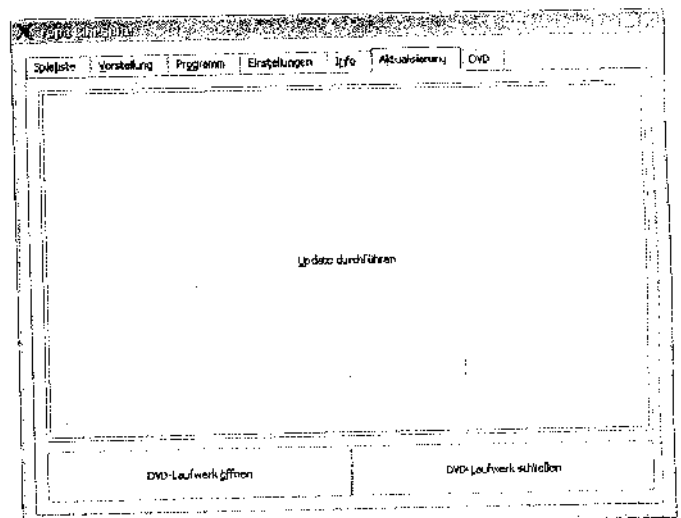 Spielliste Vorstellung Programm Einstellungen Info Aktualisierung DVD
Update durchführen
DVD-Laufwerk öffnen DVD-Laufwerk schließen